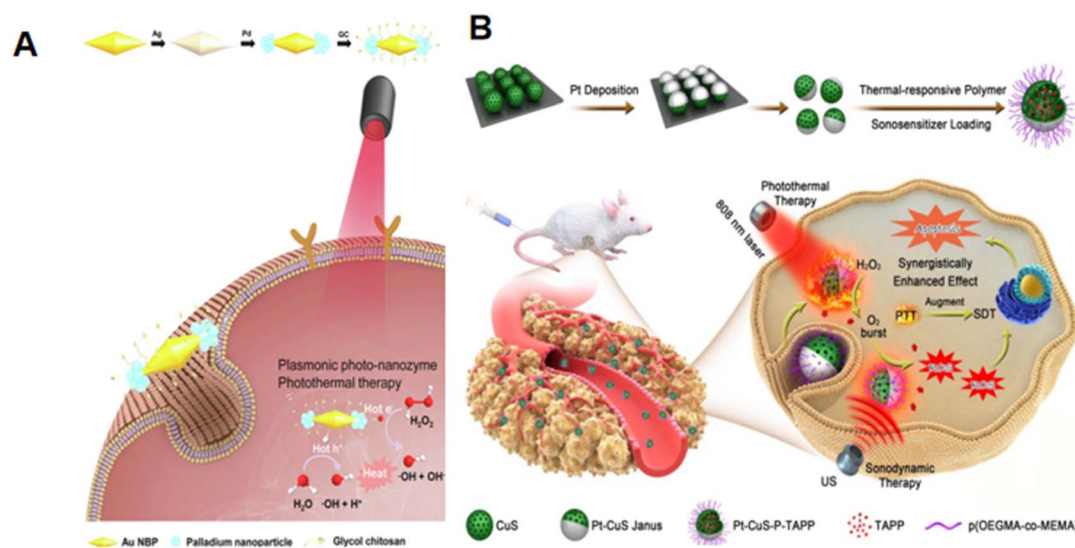 A
Ag
Pd
GC
Plasmonic photo-nanozyme
Photothermal therapy
Hot e⁻
H₂O₂
Hot h⁺
Heat
·OH + OH⁻
H₂O
·OH + H⁺
Au NBP
Palladium nanoparticle
Glycol chitosan
B
Pt Deposition
Thermal-responsive Polymer
Sonosensitizer Loading
Photothermal
Therapy
808 nm laser
H₂O₂
Apoptosis
Synergistically
Enhanced Effect
O₂
burst
PTT
Augment
SDT
US
Sonodynamic
Therapy
CuS
Pt-CuS Janus
Pt-CuS-P-TAPP
TAPP
p(OEGMA-co-MEMA